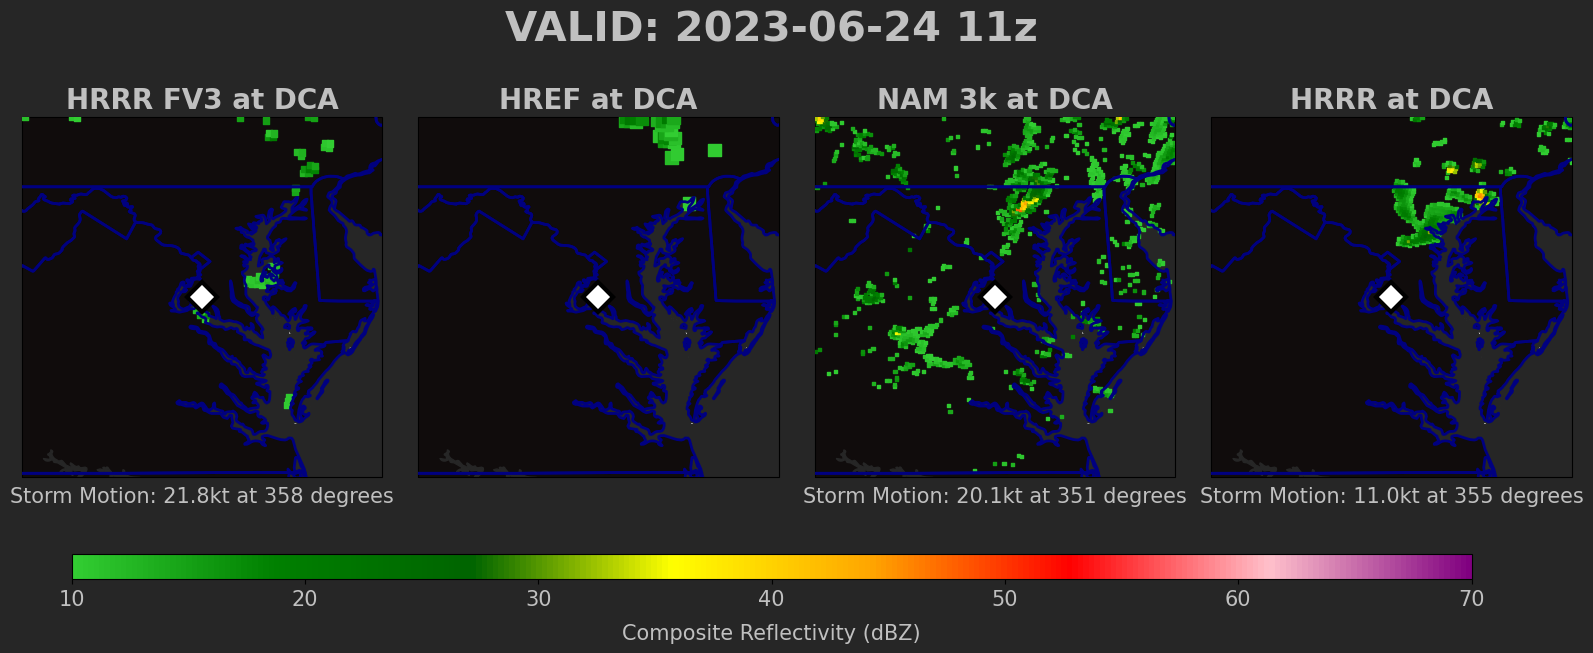 VALID: 2023-06-24 11z
HRRR FV3 at DCA
HREF at DCA
NAM 3k at DCA
HRRR at DCA
Storm Motion: 21.8kt at 358 degrees
Storm Motion: 20.1kt at 351 degrees
Storm Motion: 11.0kt at 355 degrees
10 20 30 40 50 60 70
Composite Reflectivity (dBZ)